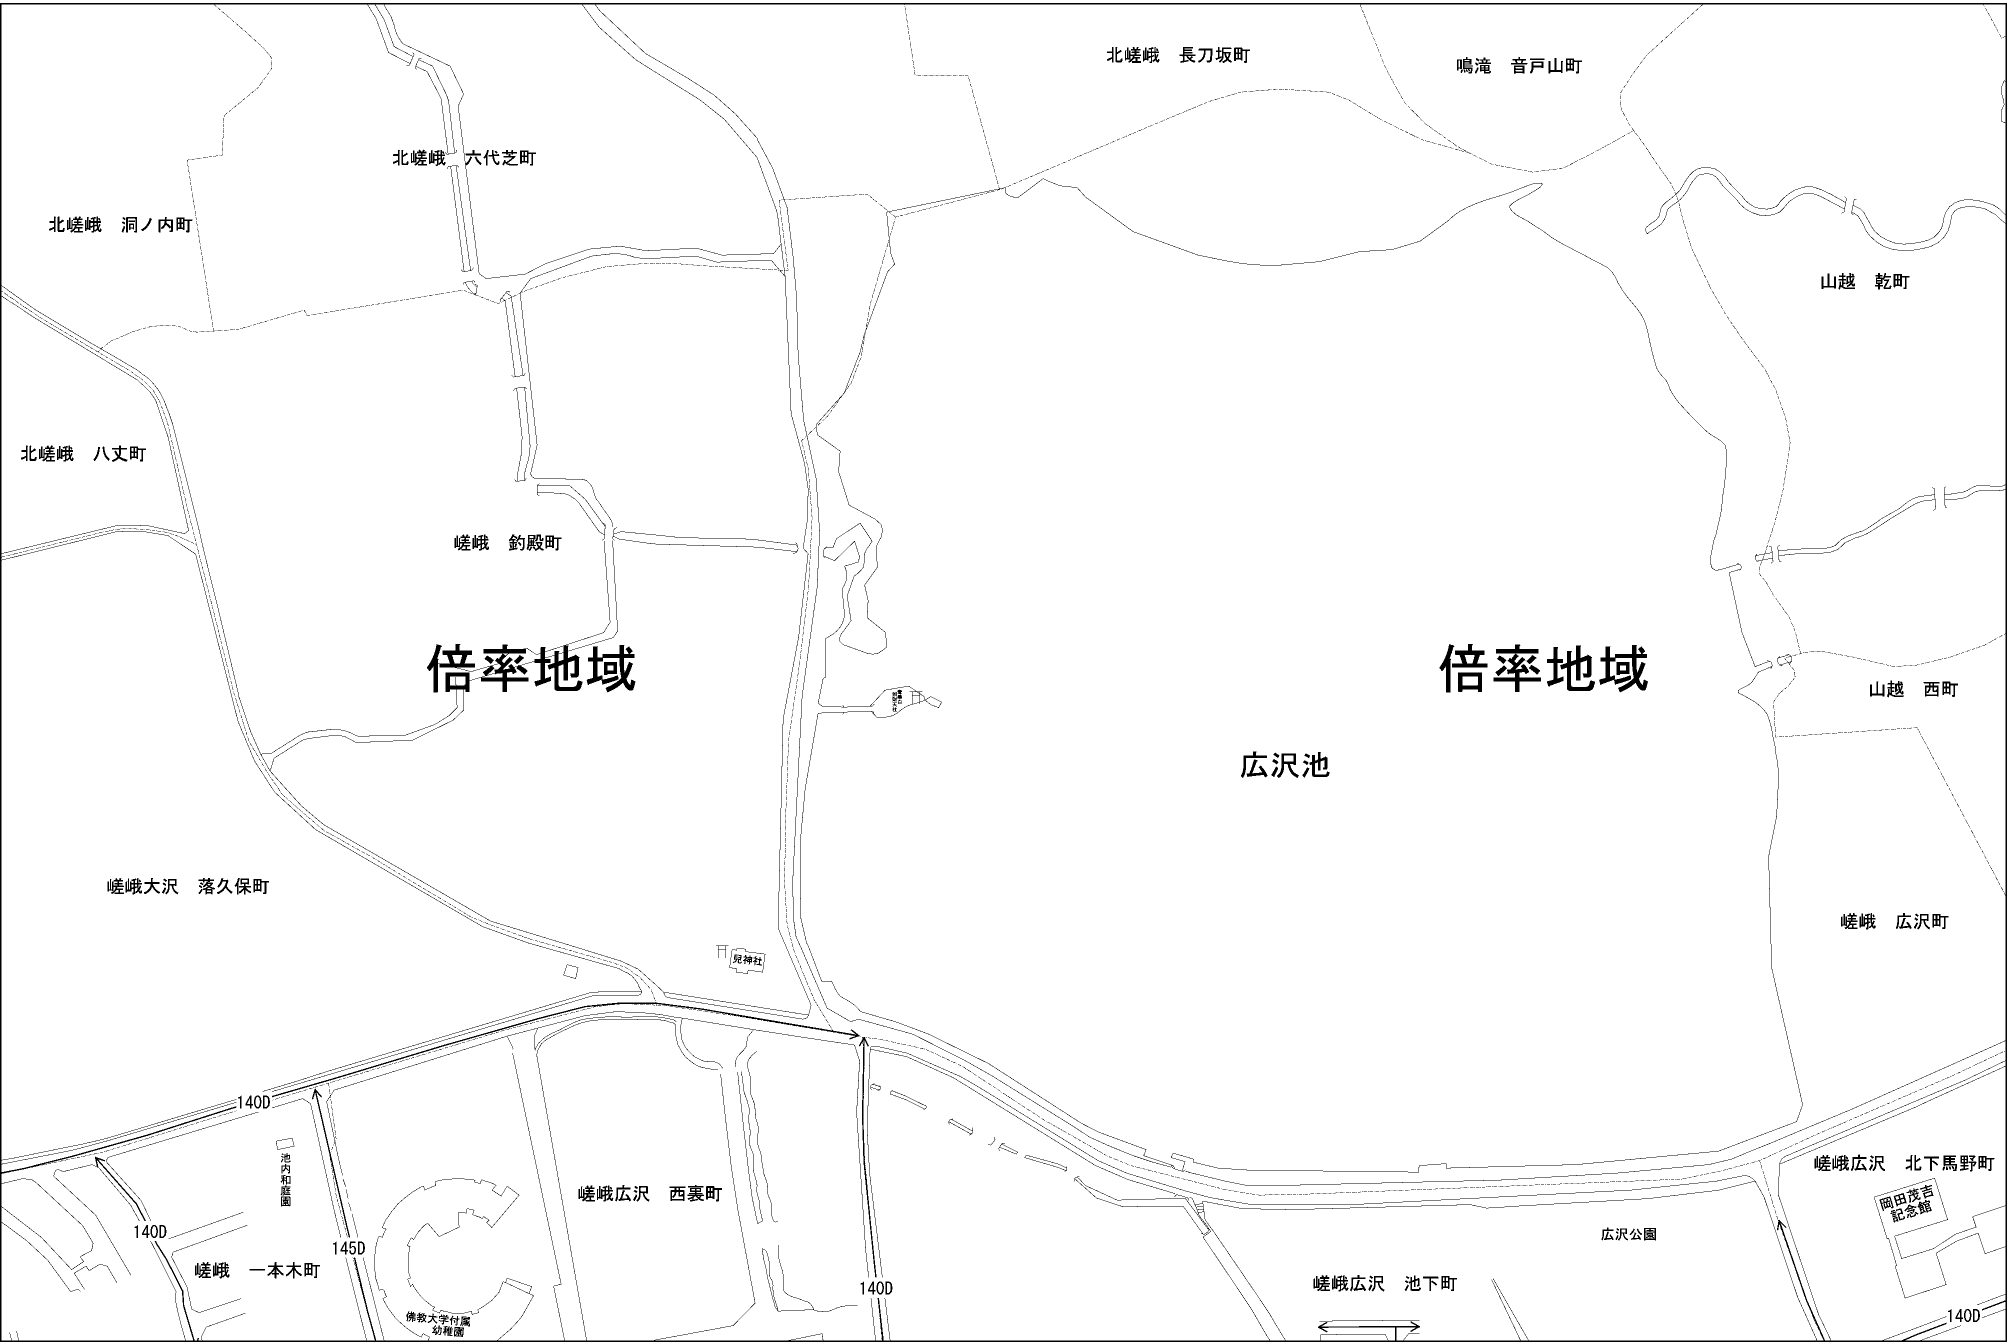 北嵯峨　長刀坂町
鳴滝　音戸山町
北嵯峨　六代芝町
北嵯峨　洞ノ内町
山越　乾町
北嵯峨　八丈町
嵯峨　釣殿町
倍率地域
倍率地域
山越　西町
広沢池
嵯峨大沢　落久保町
嵯峨　広沢町
兒神社
140D
池内和庭園
嵯峨広沢　北下馬野町
嵯峨広沢　西裏町
岡田茂吉
記念館
140D
145D
広沢公園
嵯峨　一本木町
嵯峨広沢　池下町
140D
佛教大学付属
幼稚園
140D